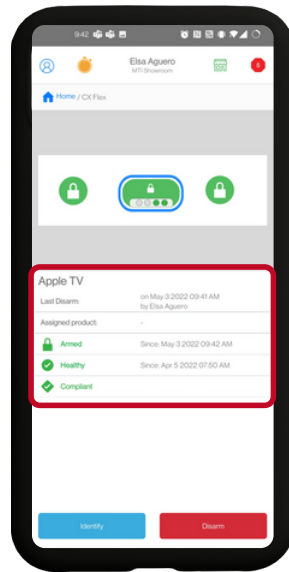 9:42
Elsa Aguero
MTI Showroom
5
Home / CX Flex
Apple TV
Last Disarm: on May 3 2022 09:41 AM
by Elsa Aguero
Assigned product: -
Armed Since: May 3 2022 09:42 AM
Healthy Since: Apr 5 2022 07:50 AM
Compliant
Identify Disarm